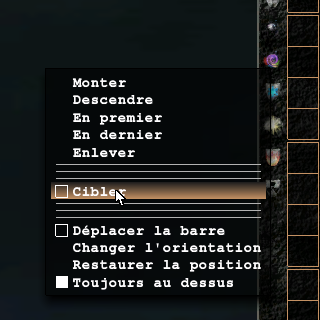 Monter
Descendre
En premier
En dernier
Enlever
Cibler
Déplacer la barre
Changer l'orientation
Restaurer la position
Toujours au dessus